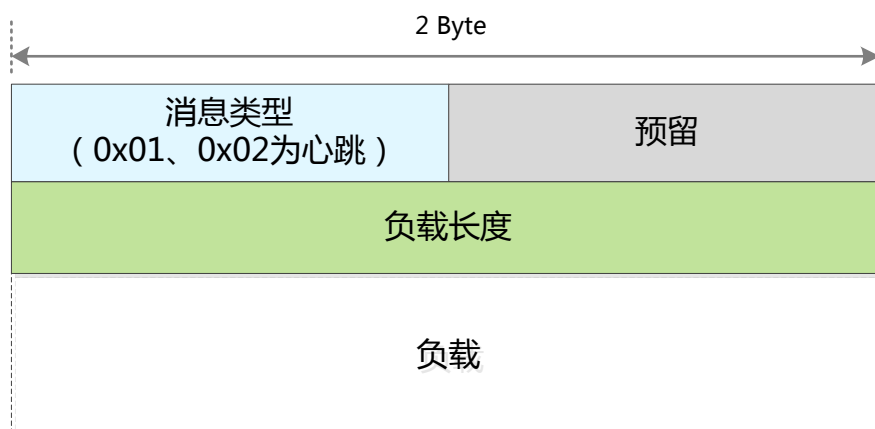 2 Byte
消息类型
（0x01、0x02为心跳）
预留
负载长度
负载